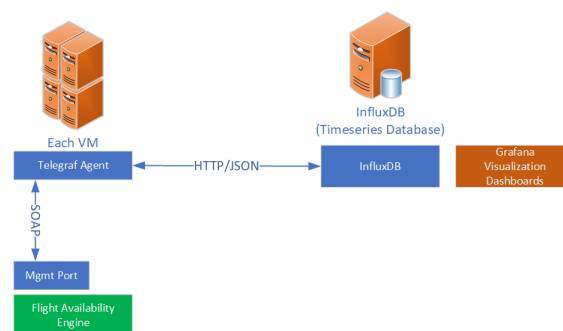 Each VM
Telegraf Agent
SOAP
Mgmt Port
Flight Availability
Engine
HTTP/JSON
InfluxDB
(Timeseries Database)
InfluxDB
Grafana
Visualization
Dashboards